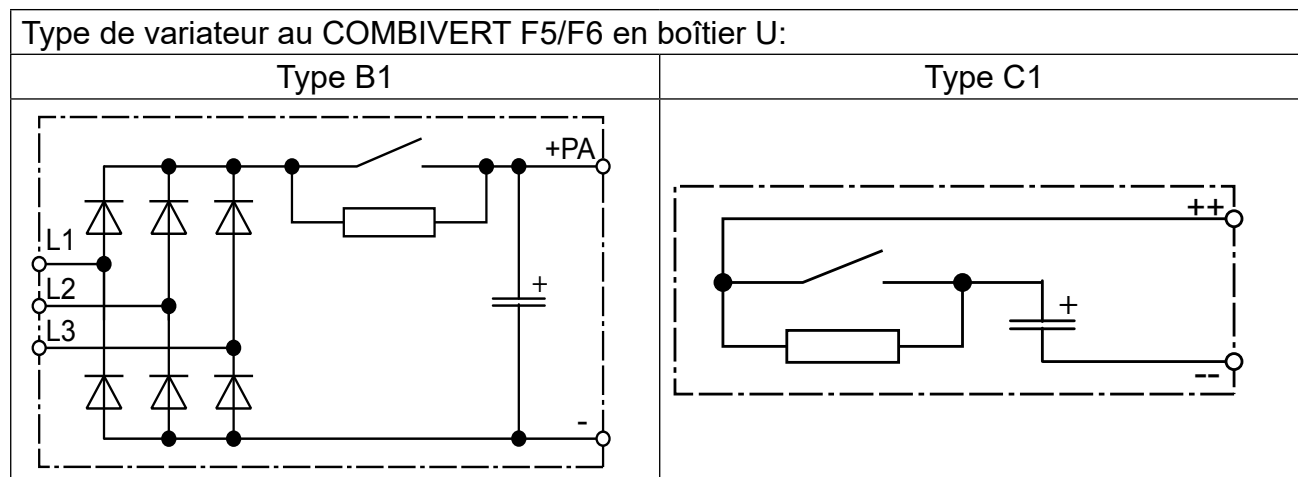 Type de variateur au COMBIVERT F5/F6 en boîtier U:
Type B1
Type C1
+PA
L1
L2
L3
+
-
++
+
--